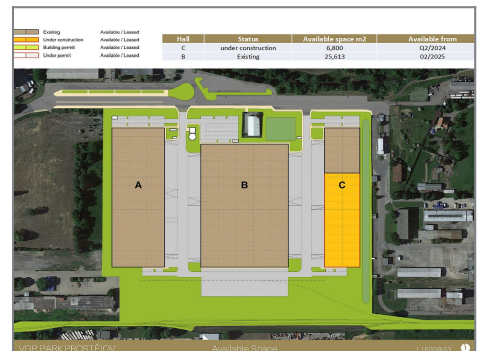 Existing Available / Leased
Under construction Available / Leased
Building permit Available / Leased
Under permit Available / Leased
Hall Status Available space m2 Available from
C under construction 6,800 Q2/2024
B Existing 25,613 02/2025
A
B
C
VGP PARK PROSTĚJOV
Available Space